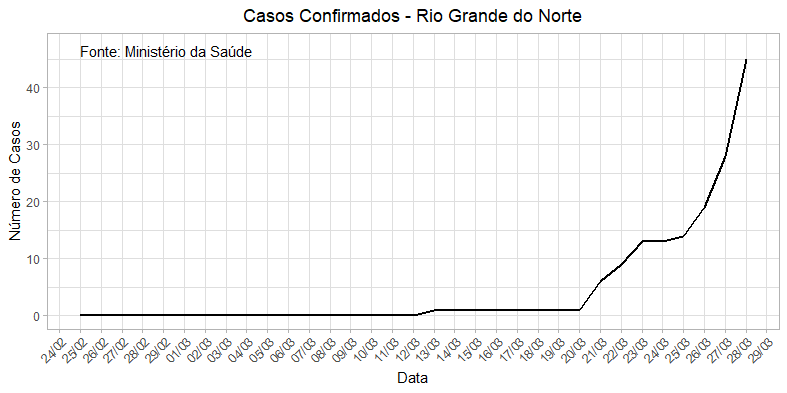 Casos Confirmados - Rio Grande do Norte
Fonte: Ministério da Saúde
Número de Casos
40
30
20
10
0
24/02 25/02 26/02 27/02 28/02 29/02 01/03 02/03 03/03 04/03 05/03 06/03 07/03 08/03 09/03 10/03 11/03 12/03 13/03 14/03 15/03 16/03 17/03 18/03 19/03 20/03 21/03 22/03 23/03 24/03 25/03 26/03 27/03 28/03 29/03
Data